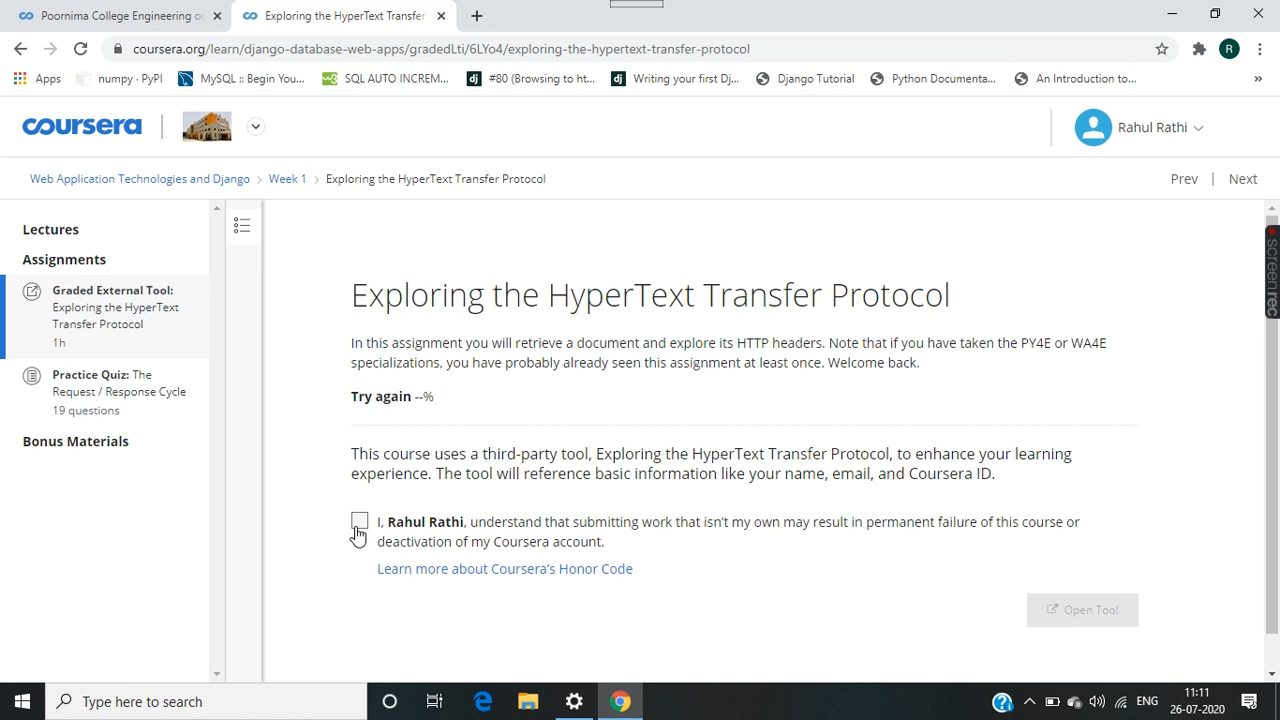 Poornima College Engineering or
Exploring the HyperText Transfer
coursera.org/learn/django-database-web-apps/gradedLti/6LYo4/exploring-the-hypertext-transfer-protocol
R
Apps
numpy · PyPI
MySQL :: Begin You...
SQL AUTO INCREM...
dj #80 (Browsing to ht...
dj Writing your first Dj...
Django Tutorial
Python Documenta...
An Introduction to...
»
coursera
Rahul Rathi
Web Application Technologies and Django > Week 1 > Exploring the HyperText Transfer Protocol
Prev | Next
Lectures
Assignments
Graded External Tool:
Exploring the HyperText
Transfer Protocol
1h
Practice Quiz: The
Request / Response Cycle
19 questions
Bonus Materials
Exploring the HyperText Transfer Protocol
In this assignment you will retrieve a document and explore its HTTP headers. Note that if you have taken the PY4E or WA4E
specializations, you have probably already seen this assignment at least once. Welcome back.
Try again --%
This course uses a third-party tool, Exploring the HyperText Transfer Protocol, to enhance your learning
experience. The tool will reference basic information like your name, email, and Coursera ID.
I, Rahul Rathi, understand that submitting work that isn't my own may result in permanent failure of this course or
deactivation of my Coursera account.
Learn more about Coursera's Honor Code
Open Tool
screenrec
Type here to search
ENG
11:11
26-07-2020